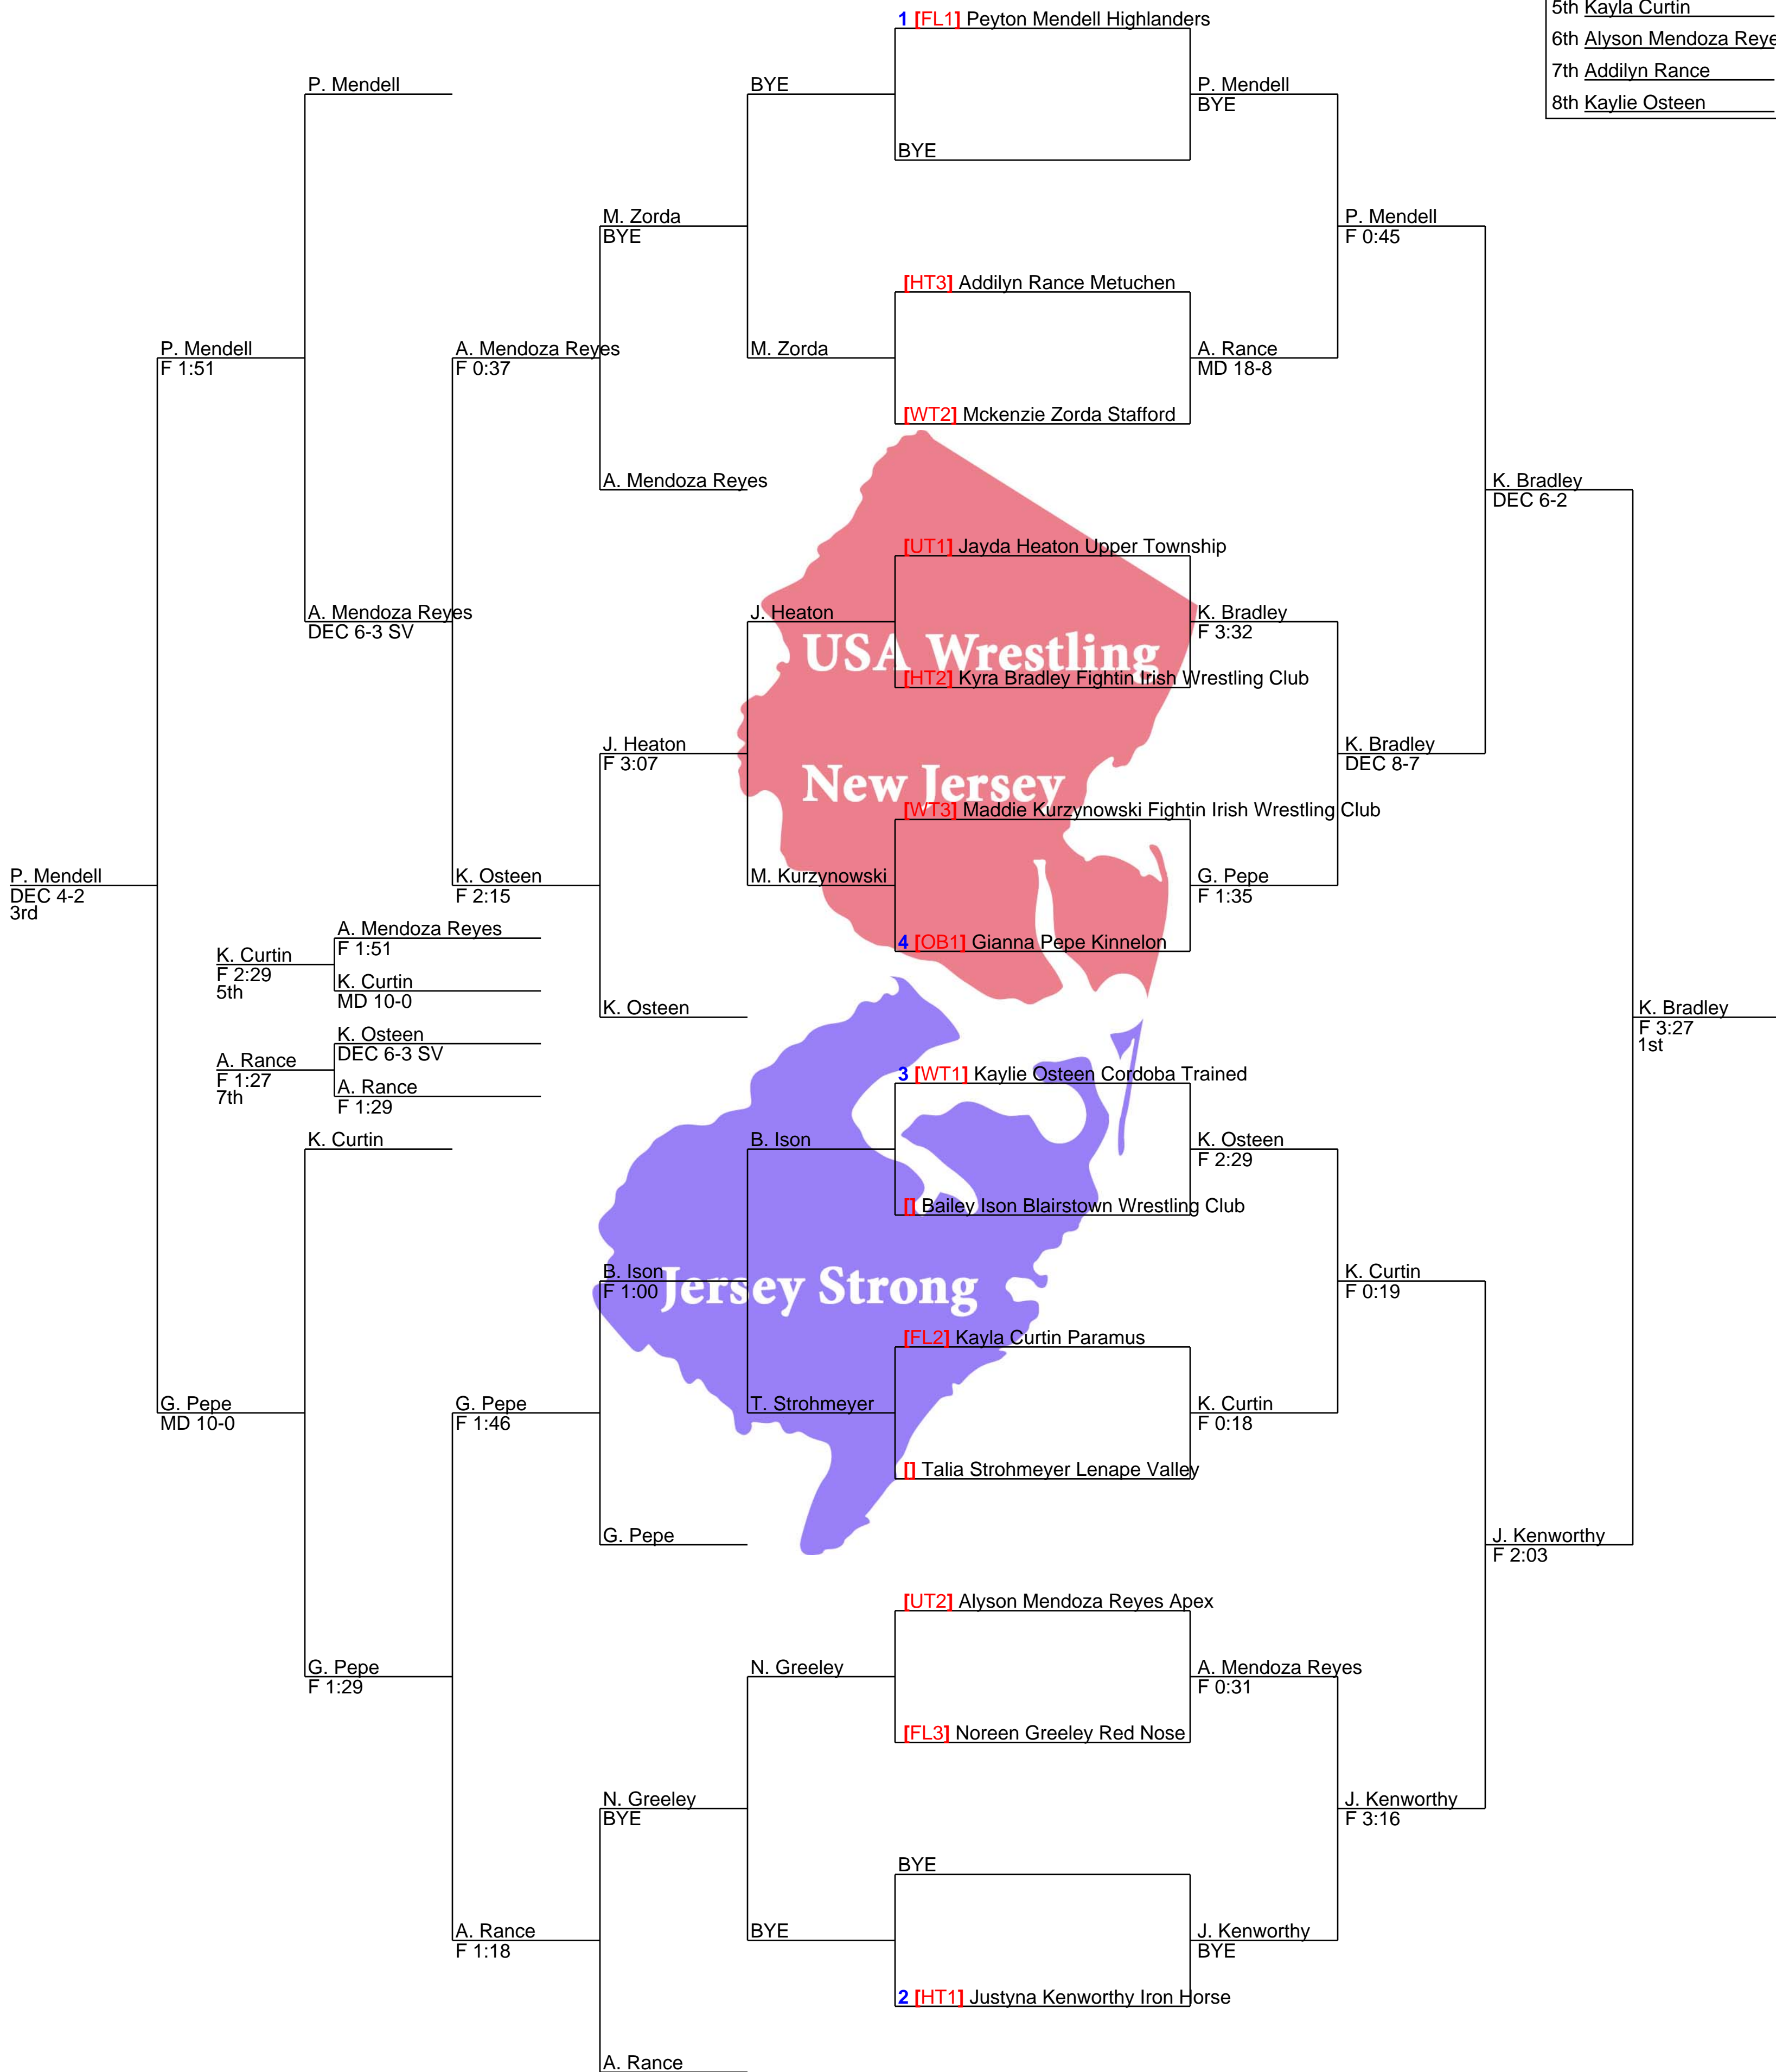 5th Kayla Curtin
1 [FL1] Peyton Mendell Highlanders
6th Alyson Mendoza Reye
7th Addilyn Rance
P. Mendell
BYE
P. Mendell
BYE
8th Kaylie Osteen
BYE
M. Zorda
BYE
P. Mendell
F 0:45
[HT3] Addilyn Rance Metuchen
P. Mendell
F 1:51
A. Mendoza Reyes
F 0:37
M. Zorda
A. Rance
MD 18-8
[WT2] Mckenzie Zorda Stafford
A. Mendoza Reyes
K. Bradley
DEC 6-2
[UT1] Jayda Heaton Upper Township
A. Mendoza Reyes
DEC 6-3 SV
J. Heaton
K. Bradley
F 3:32
USA Wrestling
[HT2] Kyra Bradley Fightin Irish Wrestling Club
J. Heaton
F 3:07
K. Bradley
DEC 8-7
New Jersey
[WT3] Maddie Kurzynowski Fightin Irish Wrestling Club
P. Mendell
DEC 4-2
3rd
K. Osteen
F 2:15
M. Kurzynowski
G. Pepe
F 1:35
A. Mendoza Reyes
F 1:51
4 [OB1] Gianna Pepe Kinnelon
K. Curtin
F 2:29
5th
K. Curtin
MD 10-0
K. Osteen
K. Bradley
F 3:27
1st
K. Osteen
DEC 6-3 SV
A. Rance
F 1:27
7th
A. Rance
F 1:29
3 [WT1] Kaylie Osteen Cordoba Trained
K. Curtin
B. Ison
K. Osteen
F 2:29
[] Bailey Ison Blairstown Wrestling Club
B. Ison
F 1:00
Jersey Strong
K. Curtin
F 0:19
[FL2] Kayla Curtin Paramus
G. Pepe
MD 10-0
G. Pepe
F 1:46
T. Strohmeyer
K. Curtin
F 0:18
[] Talia Strohmeyer Lenape Valley
G. Pepe
J. Kenworthy
F 2:03
[UT2] Alyson Mendoza Reyes Apex
G. Pepe
F 1:29
N. Greeley
A. Mendoza Reyes
F 0:31
[FL3] Noreen Greeley Red Nose
N. Greeley
BYE
J. Kenworthy
F 3:16
BYE
A. Rance
F 1:18
BYE
J. Kenworthy
BYE
2 [HT1] Justyna Kenworthy Iron Horse
A. Rance